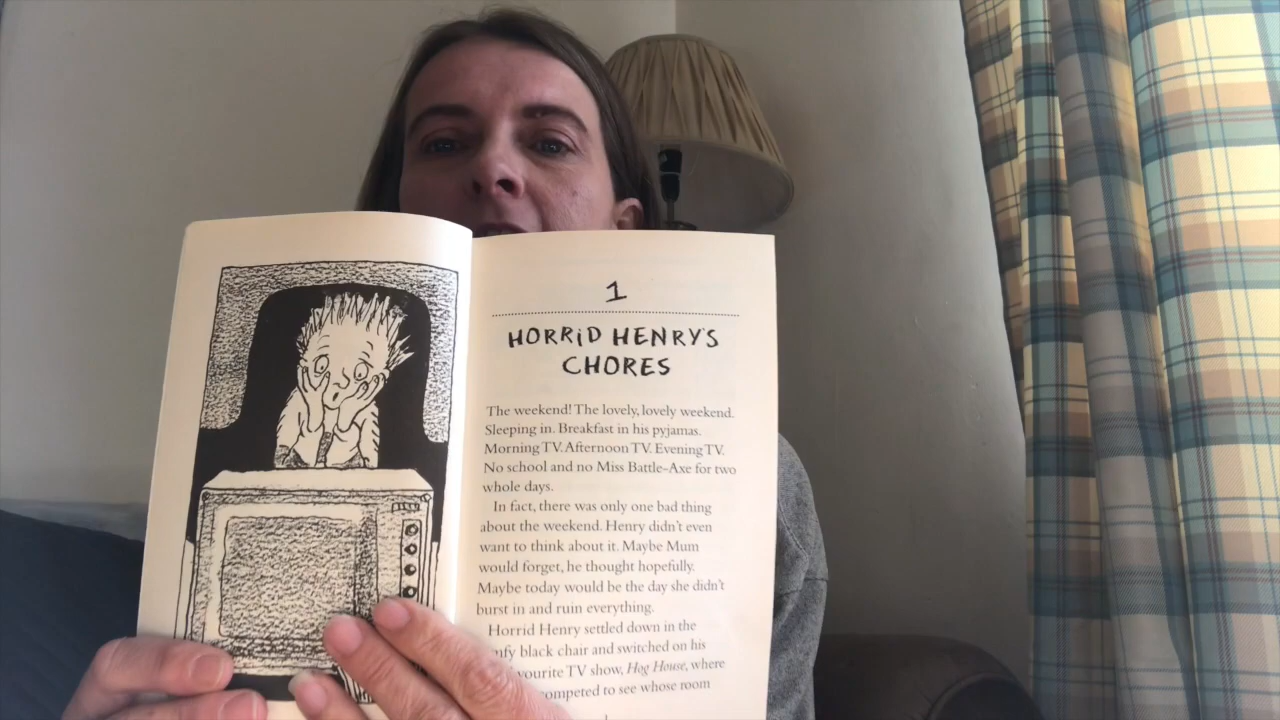 1
HORRiD HENRY'S
CHORES
The weekend! The lovely, lovely weekend.
Sleeping in. Breakfast in his pyjamas.
Morning TV. Afternoon TV. Evening TV.
No school and no Miss Battle-Axe for two
whole days.
In fact, there was only one bad thing
about the weekend. Henry didn't even
want to think about it. Maybe Mum
would forget, he thought hopefully.
Maybe today would be the day she didn't
burst in and ruin everything.
Horrid Henry settled down in the
black chair and switched on his
TV show, Hog House, where
to see whose room